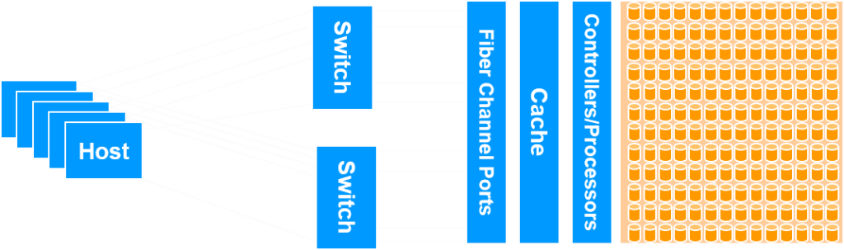 Host
Switch
Switch
Fiber Channel Ports
Cache
Controllers/Processors